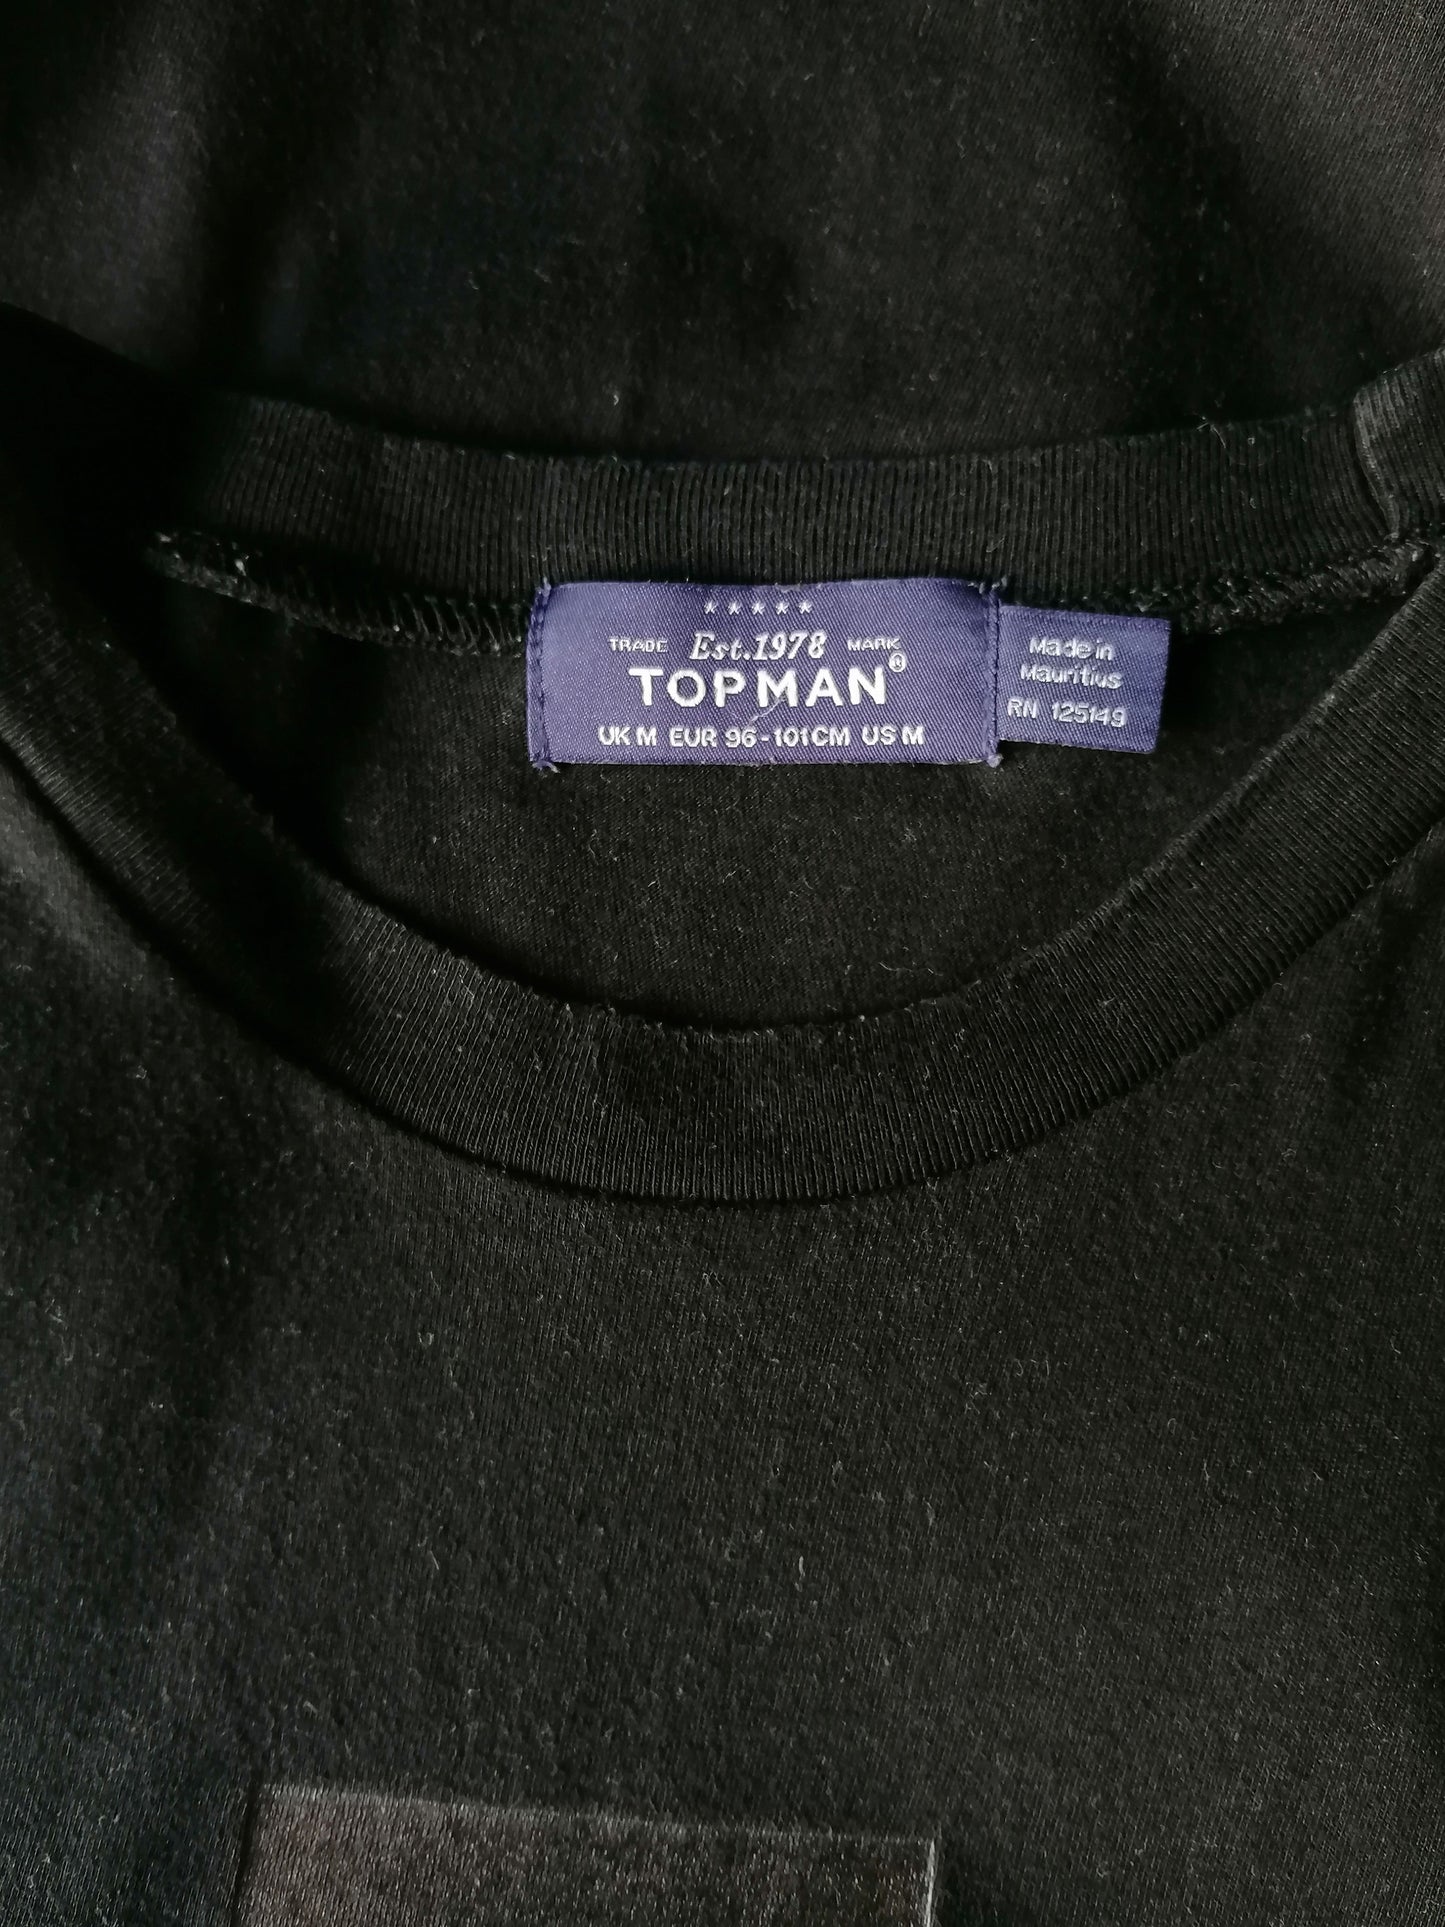 ★★★★★
TRADE Est.1978 MARK
TOPMAN®
UK M EUR 96-101CM US M
Made in
Mauritius
RN 125149